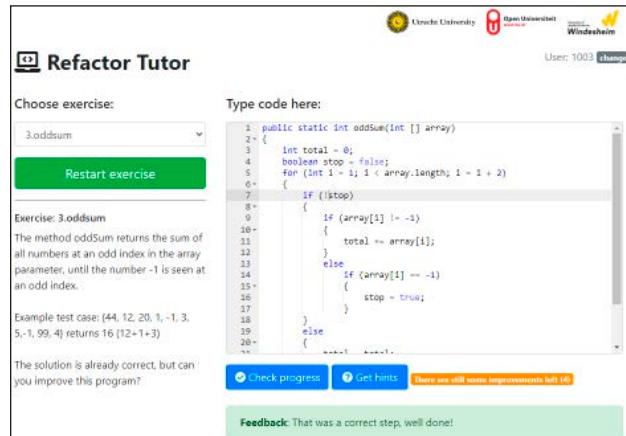 Utrecht University
Open Universiteit
Windesheim
Refactor Tutor
User: 1003 change
Choose exercise:
3.oddsum
Restart exercise
Exercise: 3.oddsum
The method oddSum returns the sum of
all numbers at an odd index in the array
parameter, until the number -1 is seen at
an odd index.
Example test case: {44, 12, 20, 1, -1, 3,
5,-1, 99, 4} returns 16 (12+1+3)
The solution is already correct, but can
you improve this program?
Type code here:
1 public static int oddSum(int [] array)
2 {
3 int total = 0;
4 boolean stop = false;
5 for (int i = 1; i < array.length; i = i + 2)
6 {
7 if (!stop)
8 {
9 if (array[i] != -1)
10 {
11 total += array[i];
12 }
13 else
14 if (array[i] == -1)
15 {
16 stop = true;
17 }
18 }
19 else
20 {
21 total = total;
Check progress
Get hints
There are still some improvements left (4)
Feedback: That was a correct step, well done!